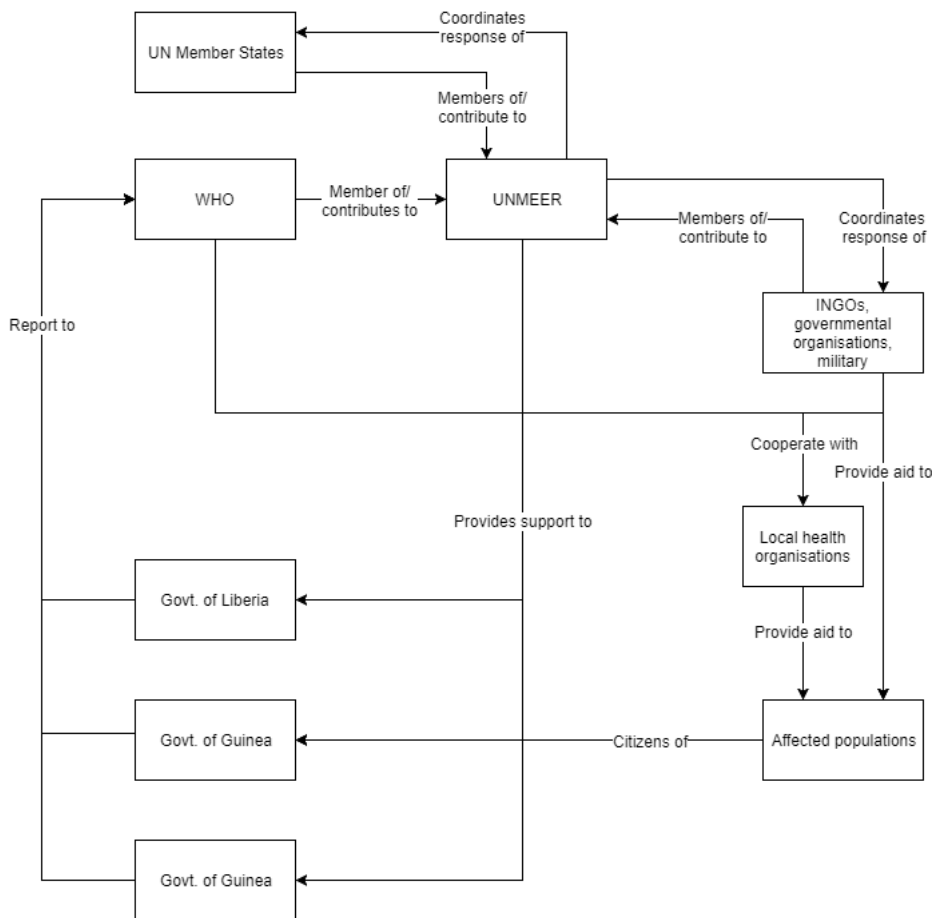 Coordinates
response of
UN Member States
Members of/
contribute to
WHO
Member of/
contributes to
UNMEER
Members of/
contribute to
Coordinates
response of
Report to
INGOs,
governmental
organisations,
military
Cooperate with
Provide aid to
Provides support to
Local health
organisations
Govt. of Liberia
Provide aid to
Govt. of Guinea
Citizens of
Affected populations
Govt. of Guinea